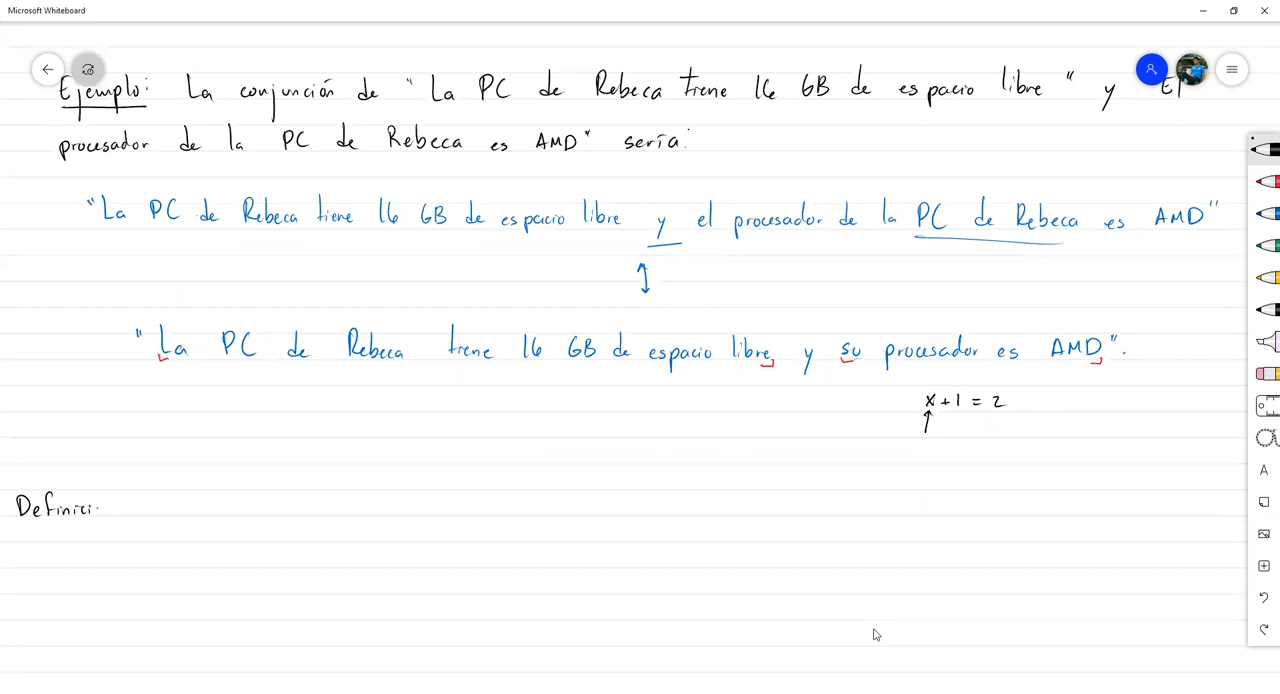 Microsoft Whiteboard
Ejemplo: La conjunción de "La PC de Rebeca tiene 16 GB de espacio libre" y El
procesador de la PC de Rebeca es AMD" sería:
"La PC de Rebeca tiene 16 GB de espacio libre y el procesador de la PC de Rebeca es AMD"
"La PC de Rebeca tiene 16 GB de espacio libre y su procesador es AMD".
x + 1 = 2
Definici